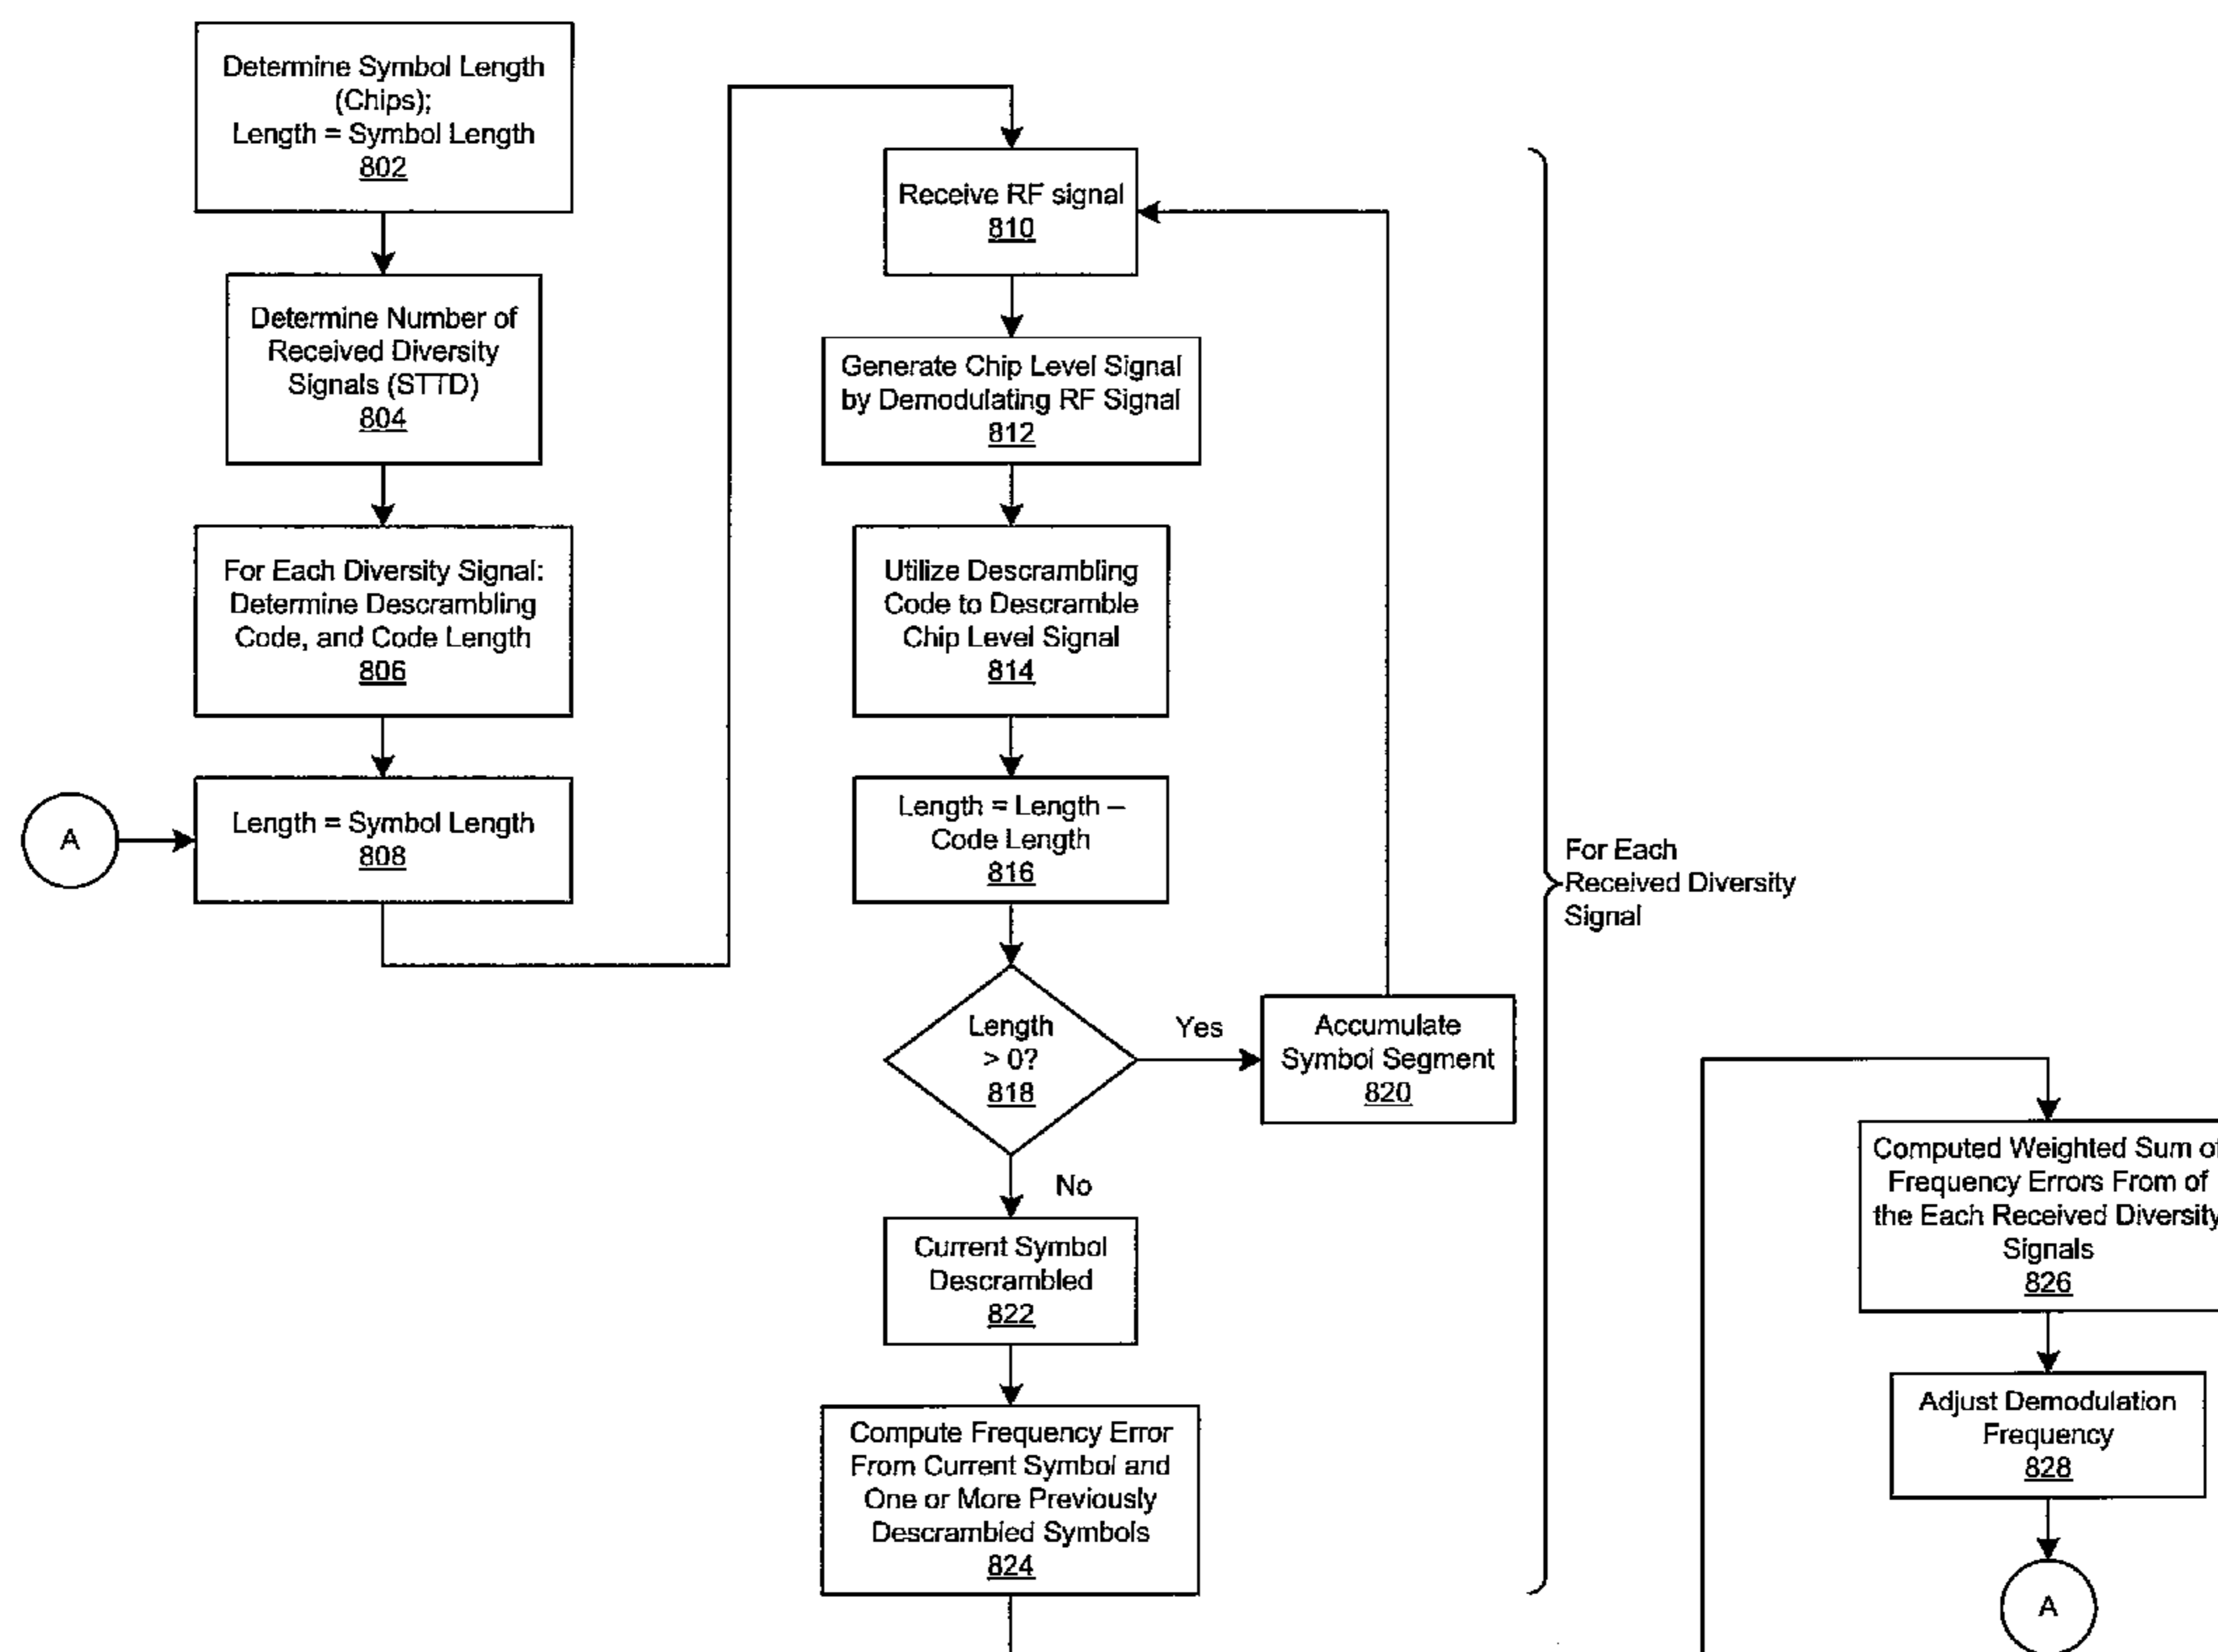 Determine Symbol Length
(Chips);
Length = Symbol Length
802
Determine Number of
Received Diversity
Signals (STTD)
804
For Each Diversity Signal:
Determine Descrambling
Code, and Code Length
806
A
Length = Symbol Length
808
Receive RF signal
810
Generate Chip Level Signal
by Demodulating RF Signal
812
Utilize Descrambling
Code to Descramble
Chip Level Signal
814
Length = Length –
Code Length
816
Length
> 0?
818
Yes
Accumulate
Symbol Segment
820
No
Current Symbol
Descrambled
822
Compute Frequency Error
From Current Symbol and
One or More Previously
Descrambled Symbols
824
For Each
Received Diversity
Signal
Computed Weighted Sum of
Frequency Errors From of
the Each Received Diversity
Signals
826
Adjust Demodulation
Frequency
828
A